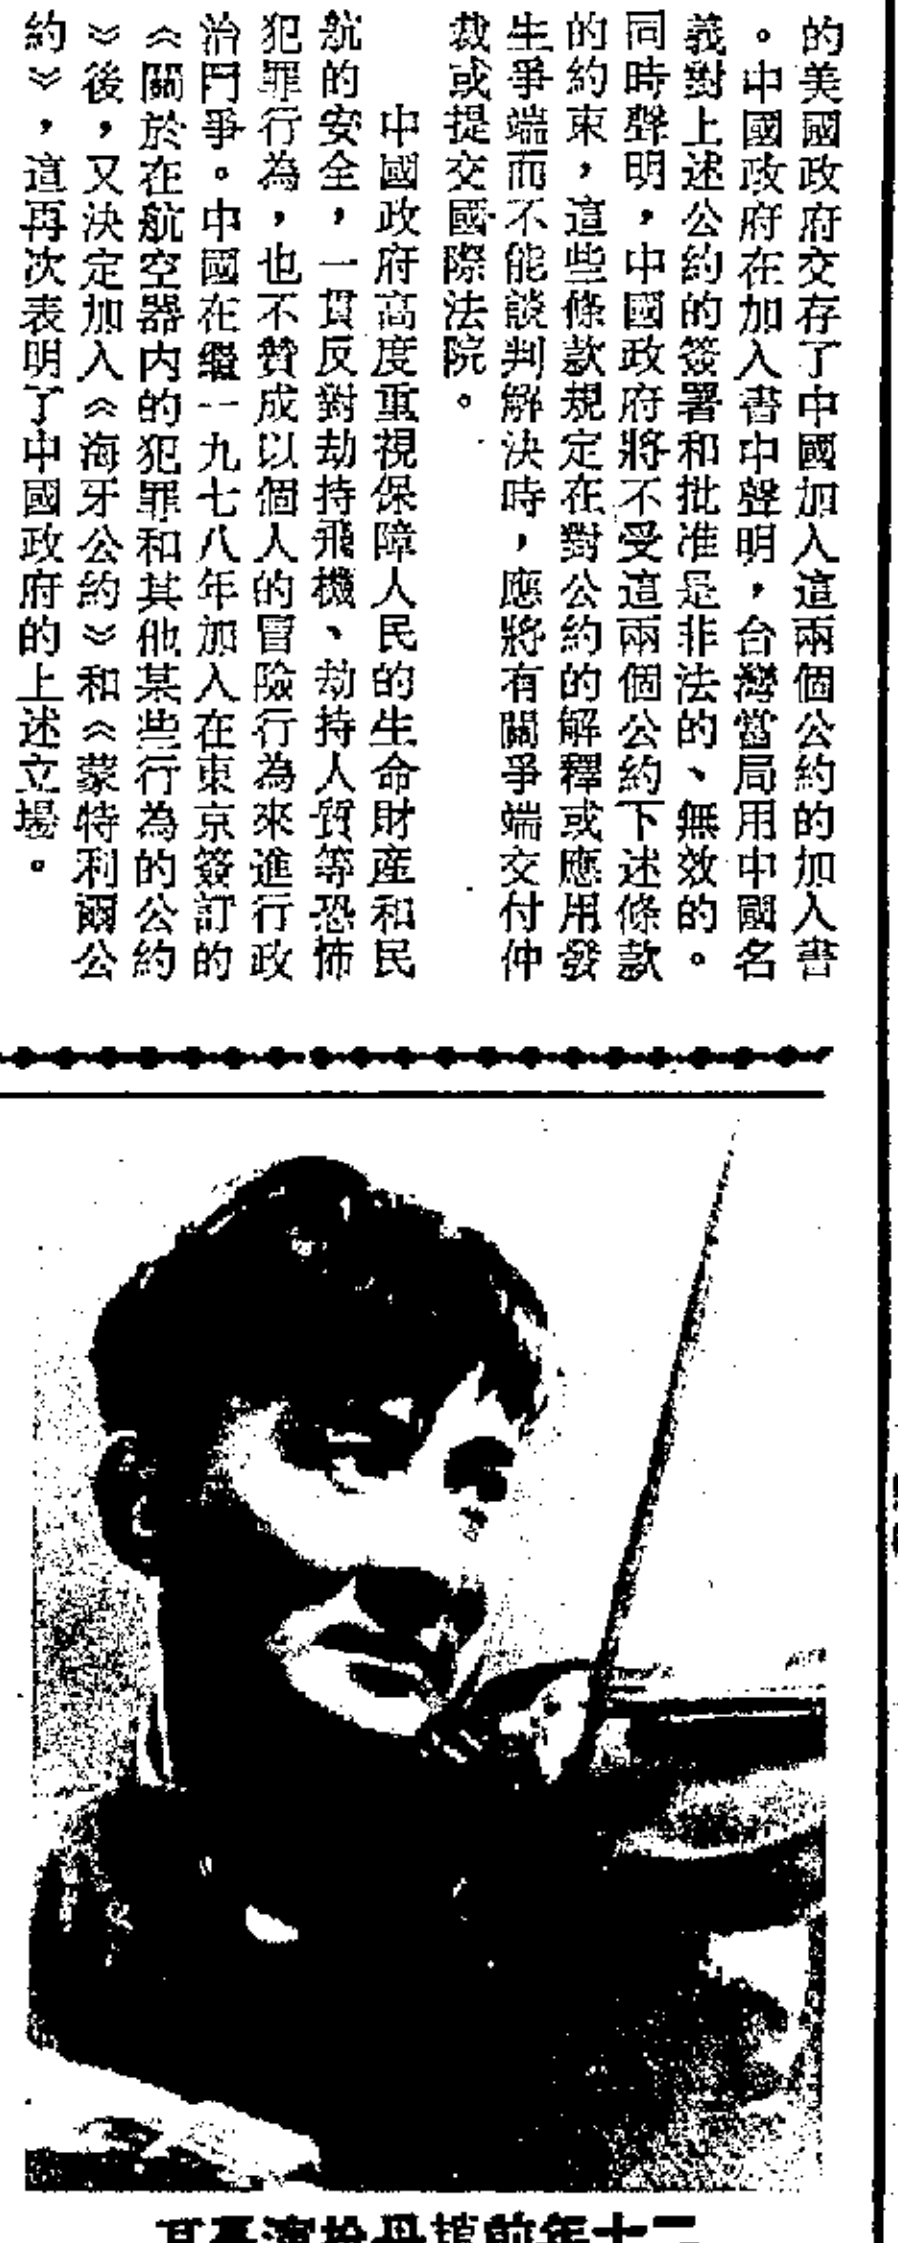 的美國政府交存了中國加入這兩個公約的加入書
。中國政府在加入書中聲明，台灣當局用中國名
義對上述公約的簽署和批准是非法的、無效的。
同時聲明，中國政府將不受這兩個公約下述條款
的約束，這些條款規定在對公約的解釋或應用發
生爭端而不能談判解決時，應將有關爭端交付仲
裁或提交國際法院。
中國政府高度重視保障人民的生命財産和民
航的安全，一貫反對劫持飛機、劫持人質等恐怖
犯罪行為，也不贊成以個人的冒險行為來進行政
治鬥爭。中國在繼一九七八年加入在東京簽訂的
《關於在航空器内的犯罪和其他某些行為的公約
》後，又決定加入《海牙公約》和《蒙特利爾公
約》，這再次表明了中國政府的上述立場。
二十年前